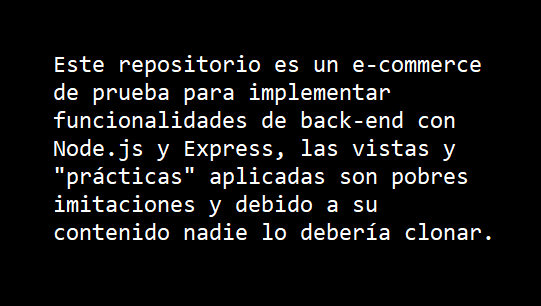 Este repositorio es un e-commerce
de prueba para implementar
funcionalidades de back-end con
Node.js y Express, las vistas y
"prácticas" aplicadas son pobres
imitaciones y debido a su
contenido nadie lo debería clonar.